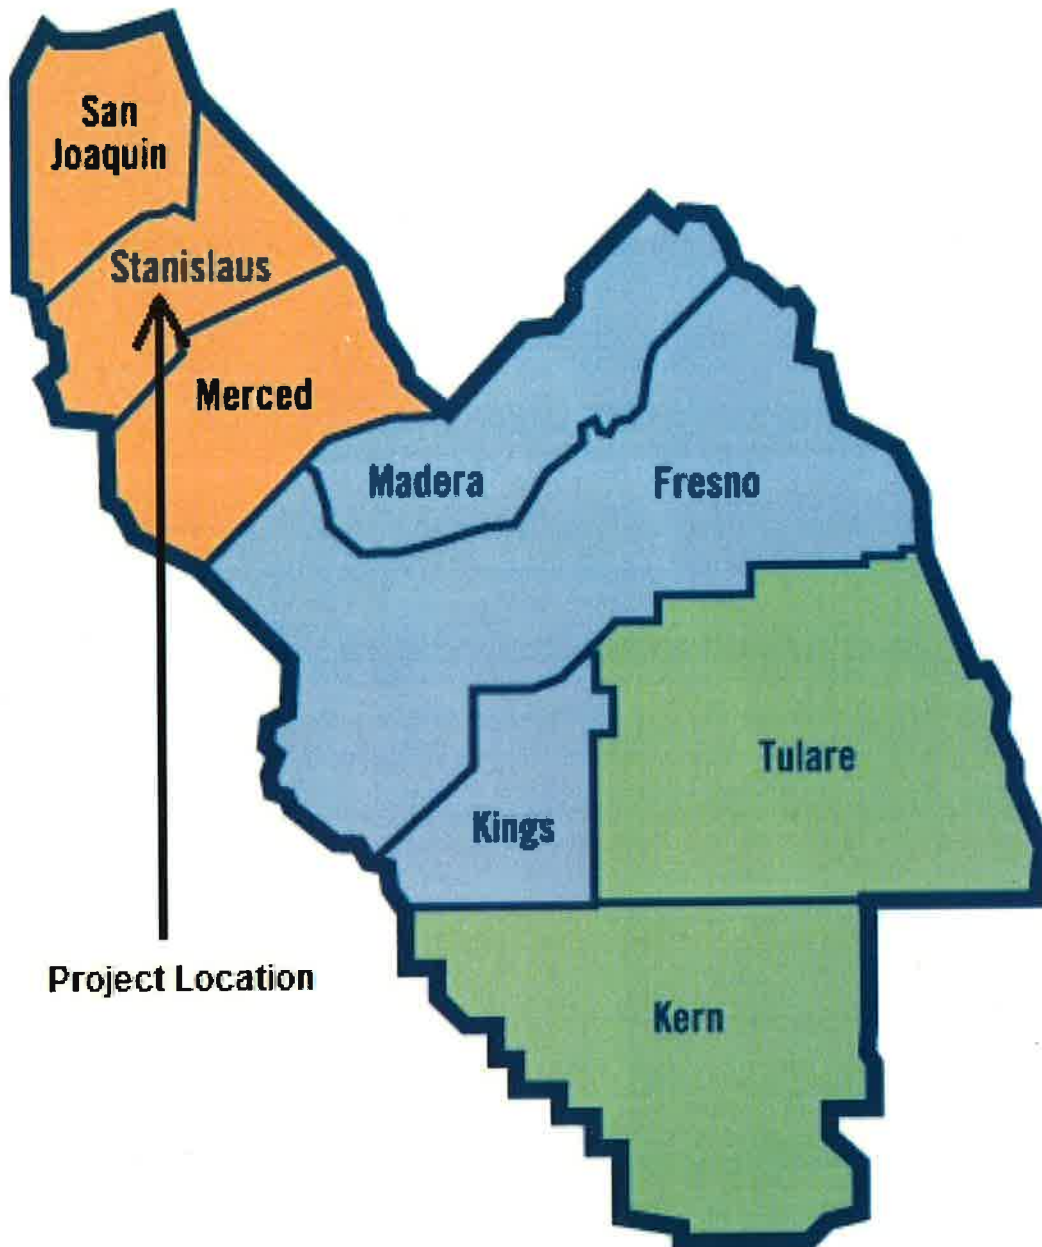 San
Joaquin
Stanislaus
Merced
Madera
Fresno
Tulare
Kings
Project Location
Kern